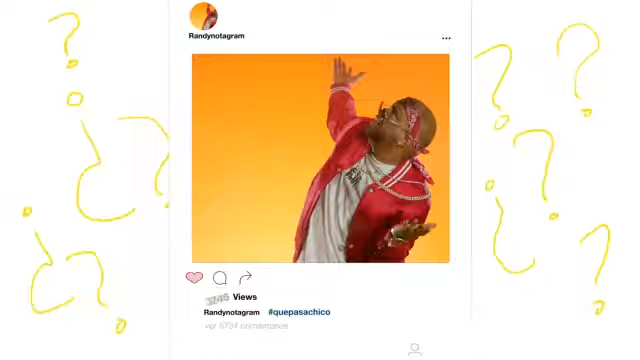 Randynotagram
Views
Randynotagram #quepasachico
ver 5734 comentarios